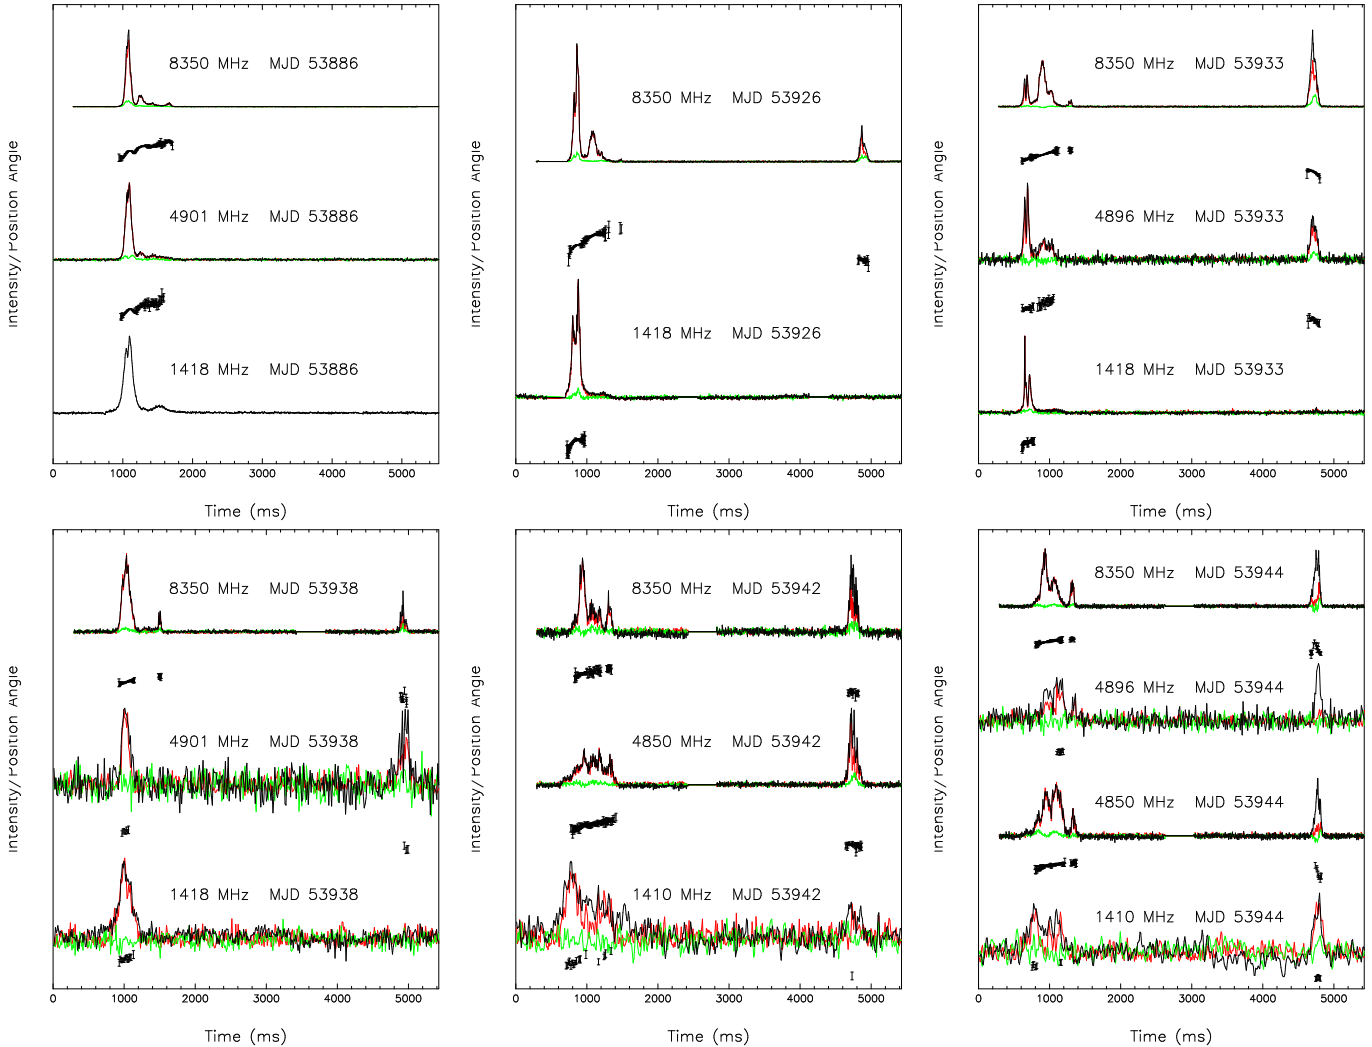 Intensity/Position Angle
8350 MHz MJD 53886
4901 MHz MJD 53886
1418 MHz MJD 53886
0 1000 2000 3000 4000 5000
Time (ms)
Intensity/Position Angle
8350 MHz MJD 53926
1418 MHz MJD 53926
0 1000 2000 3000 4000 5000
Time (ms)
Intensity/Position Angle
8350 MHz MJD 53933
4896 MHz MJD 53933
1418 MHz MJD 53933
0 1000 2000 3000 4000 5000
Time (ms)
Intensity/Position Angle
8350 MHz MJD 53938
4901 MHz MJD 53938
1418 MHz MJD 53938
0 1000 2000 3000 4000 5000
Time (ms)
Intensity/Position Angle
8350 MHz MJD 53942
4850 MHz MJD 53942
1410 MHz MJD 53942
0 1000 2000 3000 4000 5000
Time (ms)
Intensity/Position Angle
8350 MHz MJD 53944
4896 MHz MJD 53944
4850 MHz MJD 53944
1410 MHz MJD 53944
0 1000 2000 3000 4000 5000
Time (ms)